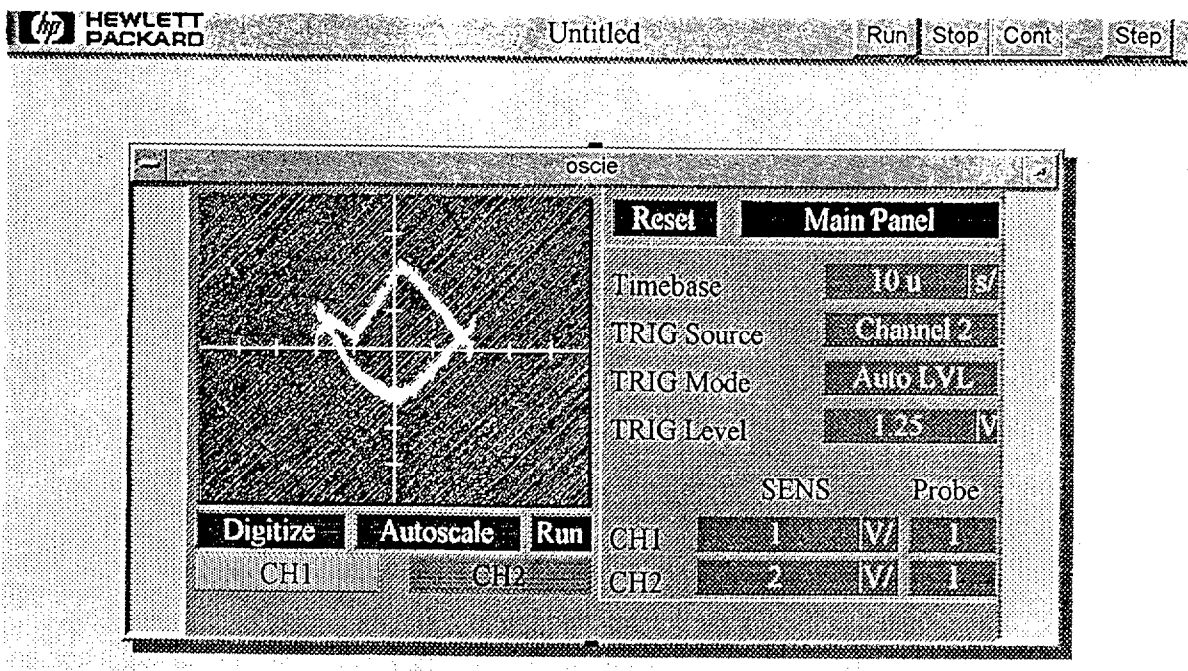 hp HEWLETT PACKARD Untitled Run Stop Cont Step
oscie
Reset Main Panel
Timebase 10 u s/
TRIG Source Channel 2
TRIG Mode Auto LVL
TRIG Level 1.25 V
SENS Probe
Digitize Autoscale Run
CH1 1 V/ 1
CH1 CH2
CH2 2 V/ 1